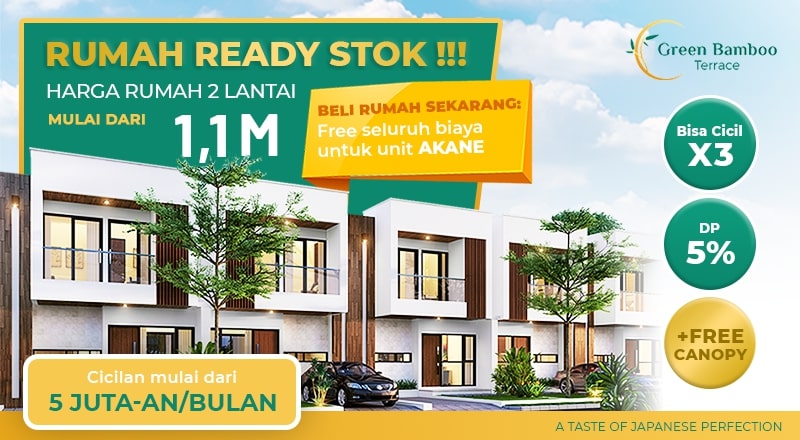 RUMAH READY STOK !!!
HARGA RUMAH 2 LANTAI
MULAI DARI 1,1 M
BELI RUMAH SEKARANG:
Free seluruh biaya
untuk unit AKANE
Green Bamboo
Terrace
Bisa Cicil
X3
DP
5%
+FREE
CANOPY
Cicilan mulai dari
5 JUTA-AN/BULAN
A TASTE OF JAPANESE PERFECTION